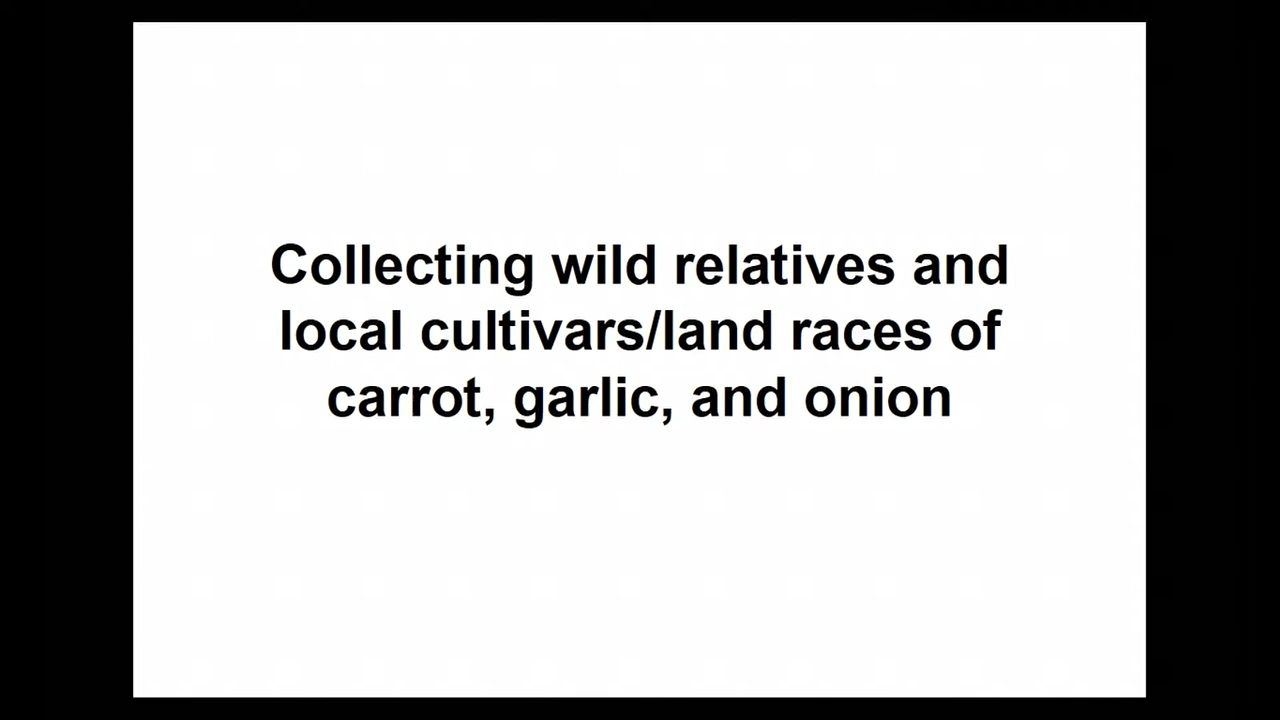 Collecting wild relatives and
local cultivars/land races of
carrot, garlic, and onion